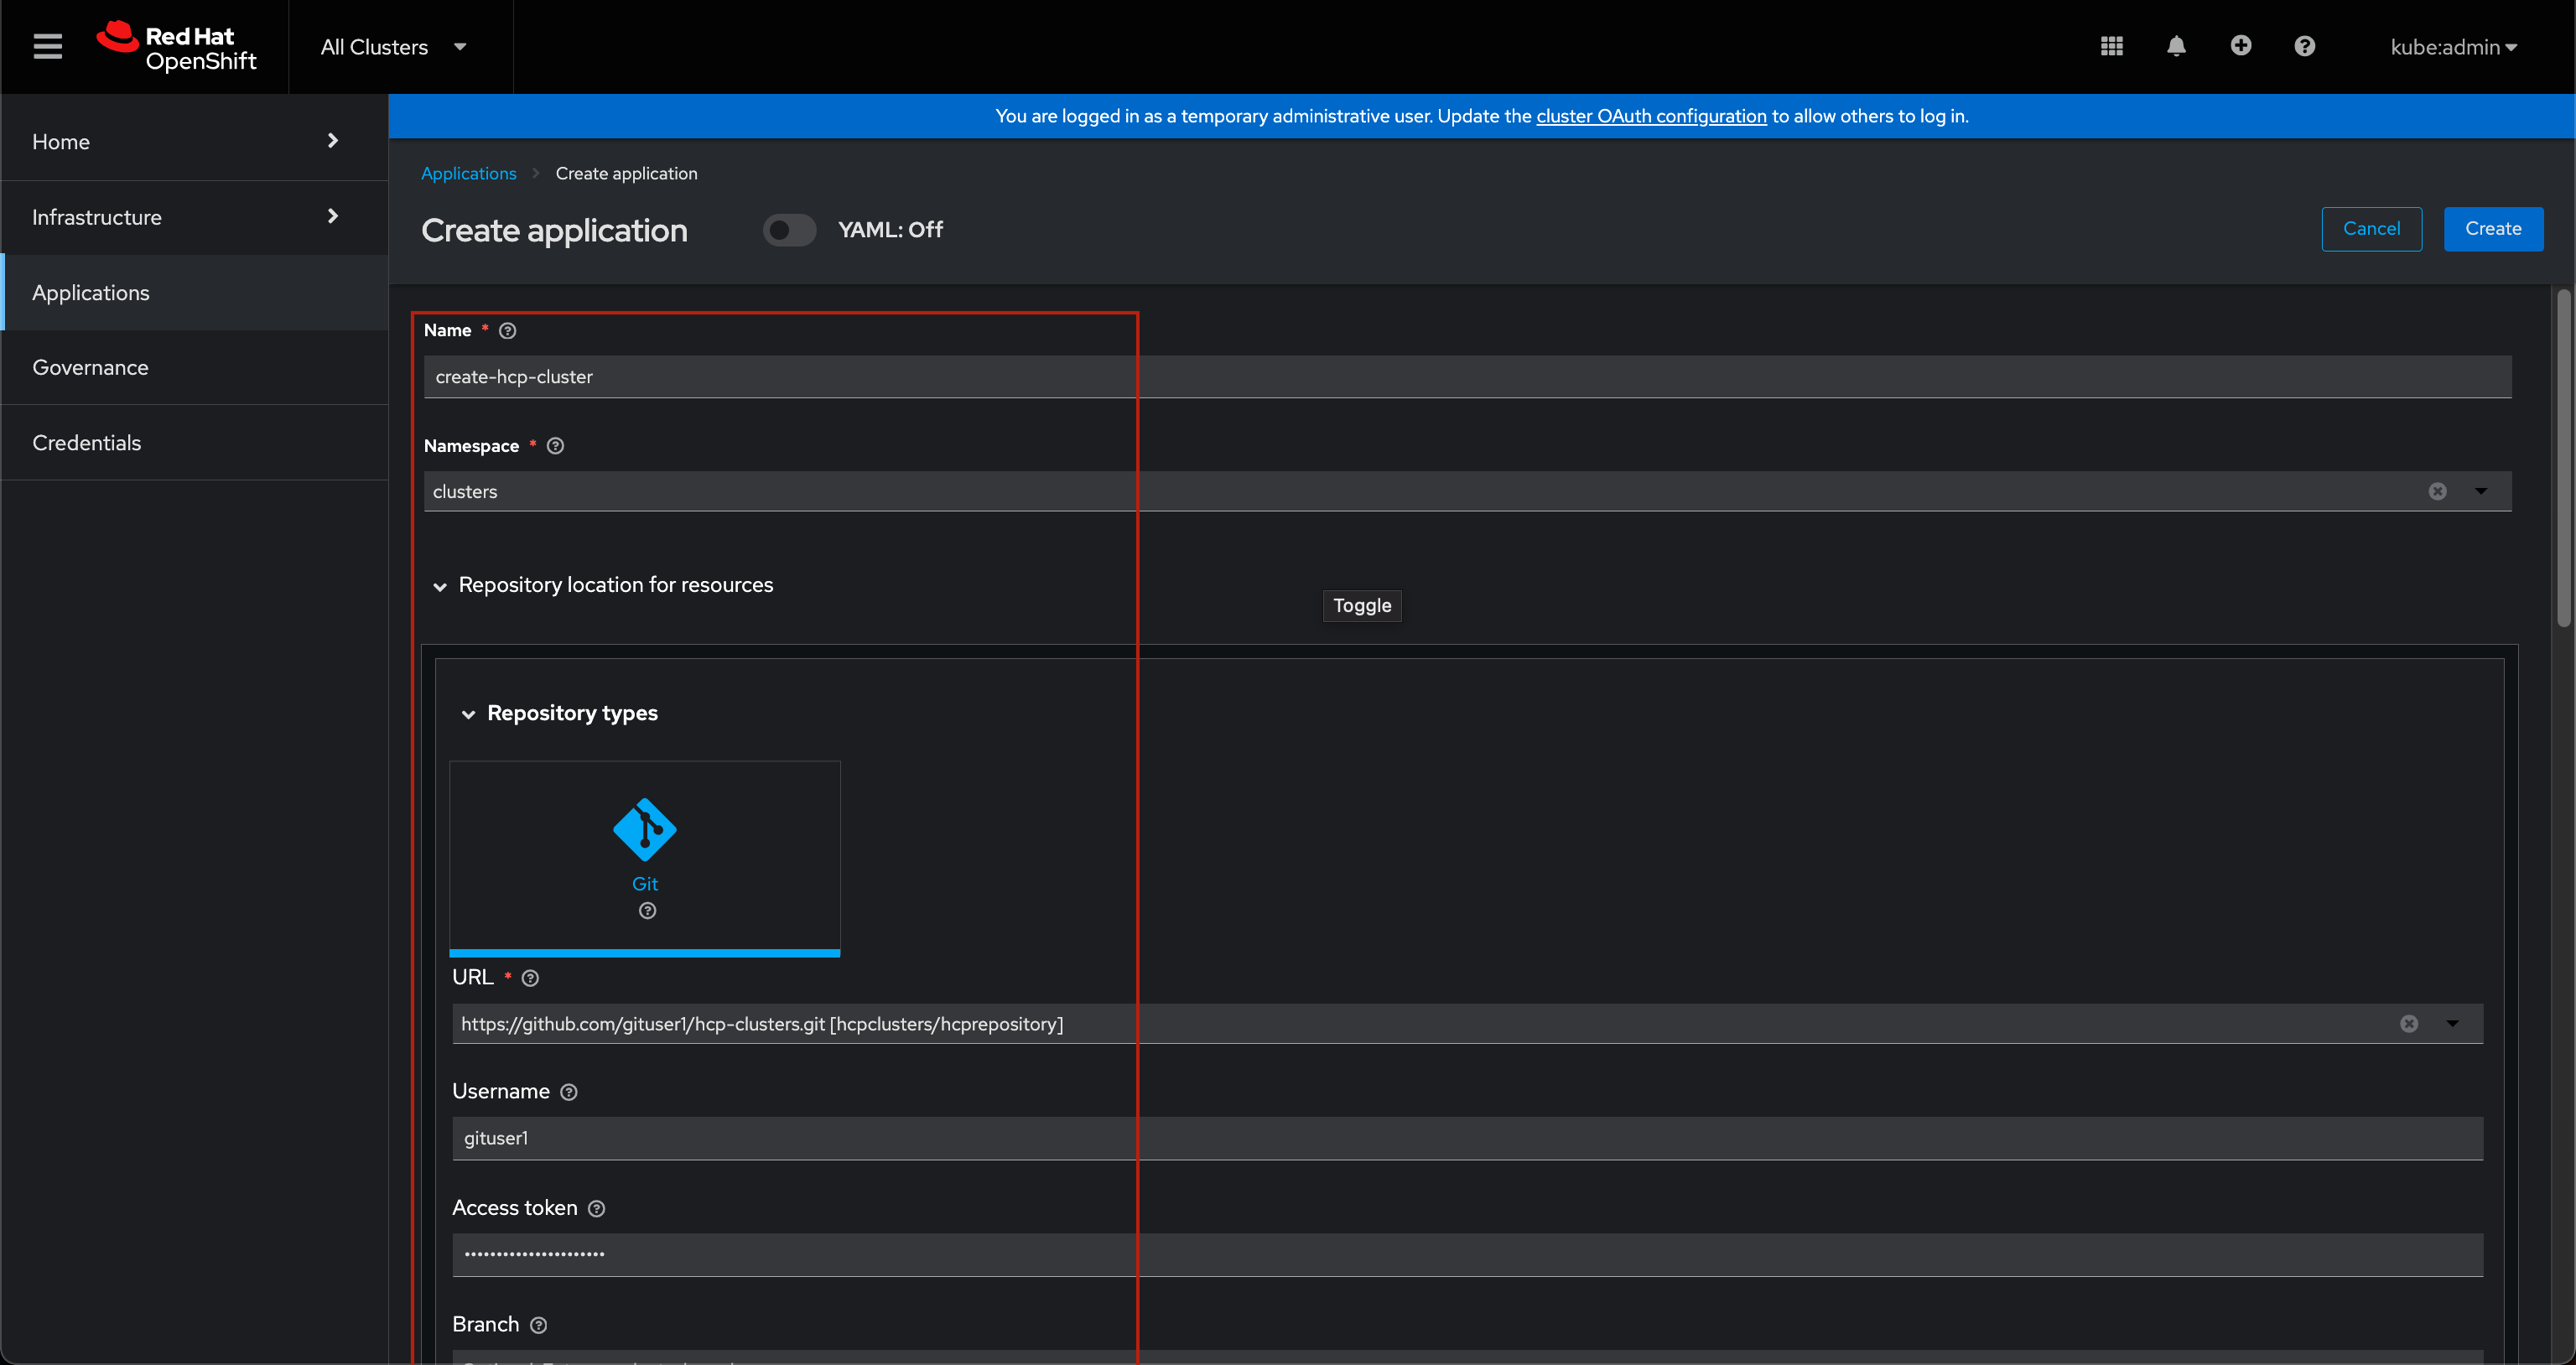 Red Hat
OpenShift
All Clusters
kube:admin
You are logged in as a temporary administrative user. Update the cluster OAuth configuration to allow others to log in.
Home
Infrastructure
Applications
Governance
Credentials
Applications > Create application
Create application
YAML: Off
Cancel
Create
Name *
create-hcp-cluster
Namespace *
clusters
Repository location for resources
Toggle
Repository types
Git
URL *
https://github.com/gituser1/hcp-clusters.git [hcpclusters/hcprepository]
Username
gituser1
Access token
••••••••••••••••••••••
Branch